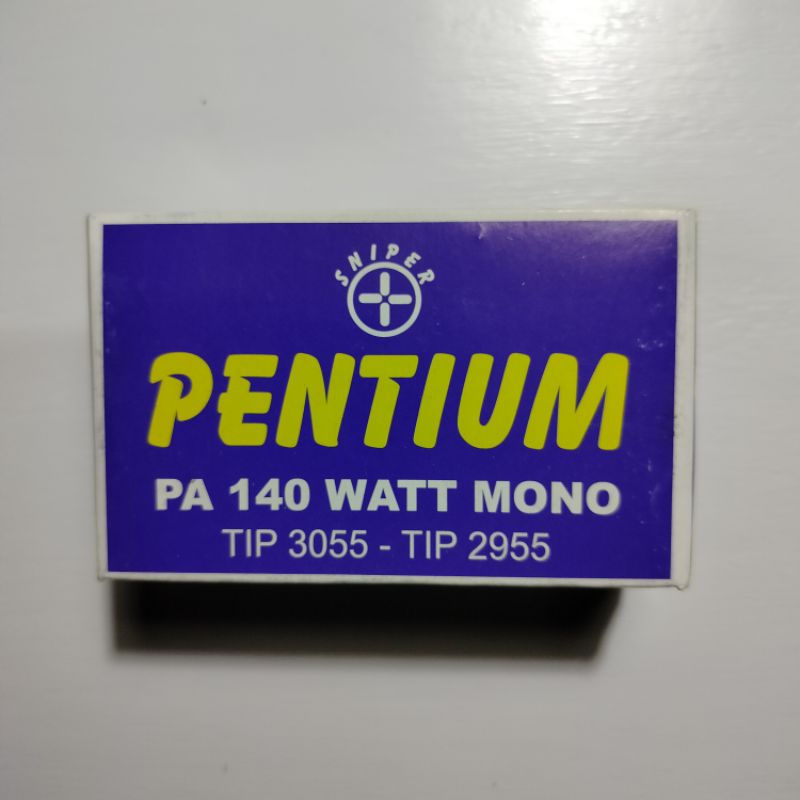 SNIPER
PENTIUM
PA 140 WATT MONO
TIP 3055 - TIP 2955